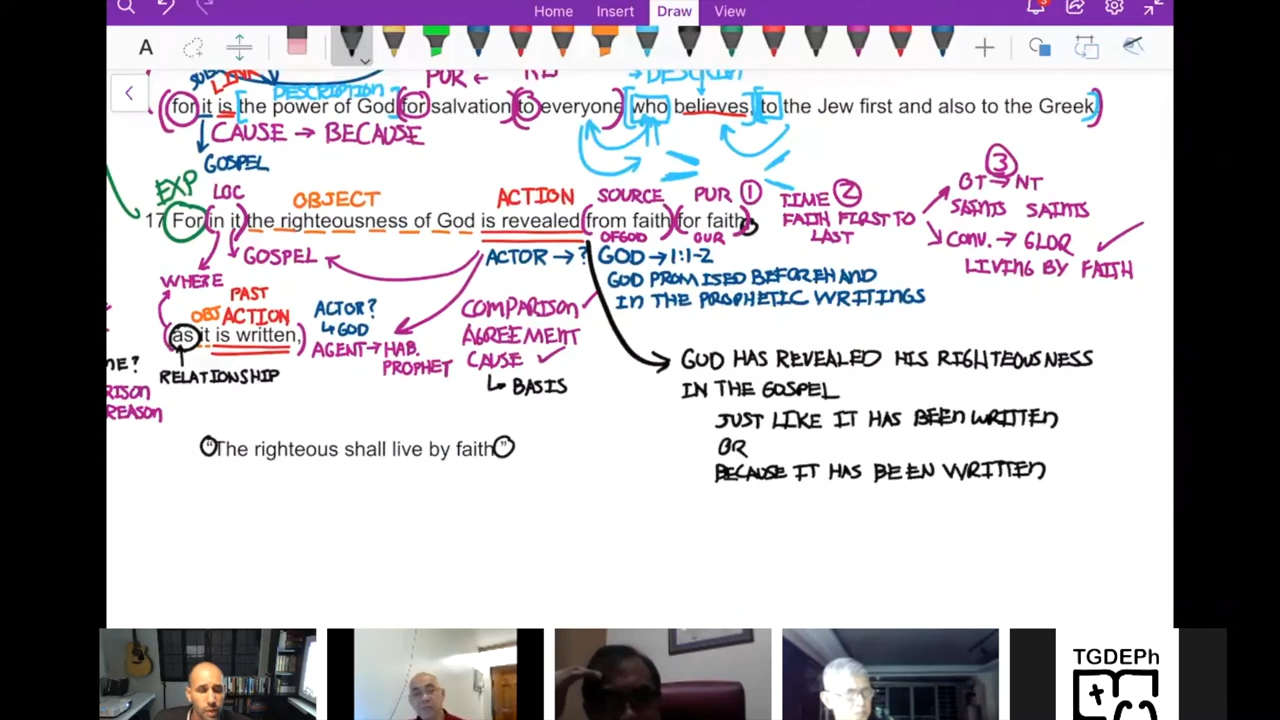 Home Insert Draw View
A
LINK PUR ←
DESCRIPTION
(for it is [the power of God] (for salvation) (to everyone) [who believes, [to the Jew first and also to the Greek])
CAUSE → BECAUSE
GOSPEL
EXP LOC OBJECT ACTION SOURCE PUR ① TIME ② ③
OT → NT
SAINTS SAINTS
17 For (in it) the righteousness of God is revealed (from faith) (for faith),
OF GOD OUR
FAITH FIRST TO
LAST
CONV. → GLOR
LIVING BY FAITH
GOSPEL
ACTOR → ? GOD → 1:1-2
GOD PROMISED BEFOREHAND
IN THE PROPHETIC WRITINGS
WHERE
PAST
OBJ ACTION
ACTOR?
↳ GOD
AGENT → HAB.
PROPHET
COMPARISON
AGREEMENT
CAUSE ✓
↳ BASIS
(as it is written,)
ME?
RISON
REASON
RELATIONSHIP
GOD HAS REVEALED HIS RIGHTEOUSNESS
IN THE GOSPEL
JUST LIKE IT HAS BEEN WRITTEN
OR
BECAUSE IT HAS BEEN WRITTEN
“The righteous shall live by faith”
TGDEPh